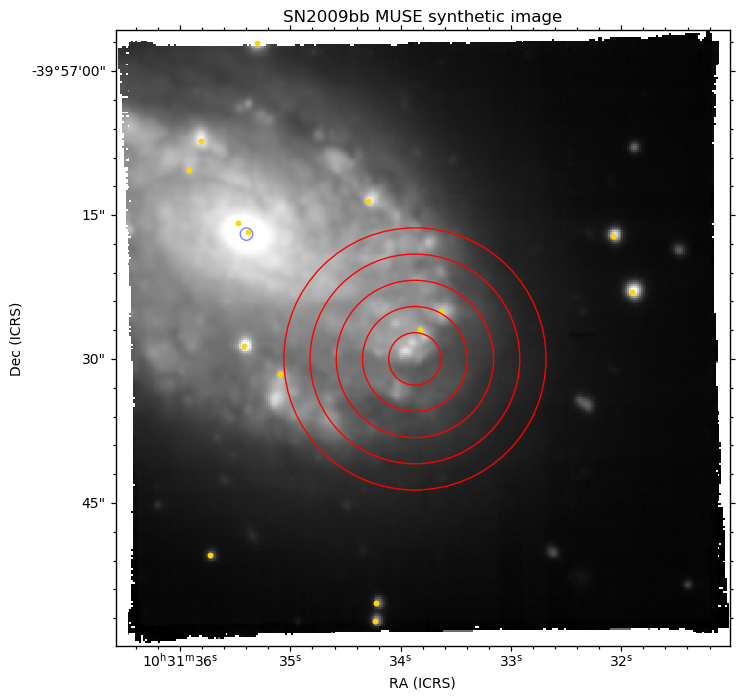 SN2009bb MUSE synthetic image
-39°57'00"
15"
30"
45"
Dec (ICRS)
10ʰ31ᵐ36ˢ 35ˢ 34ˢ 33ˢ 32ˢ
RA (ICRS)